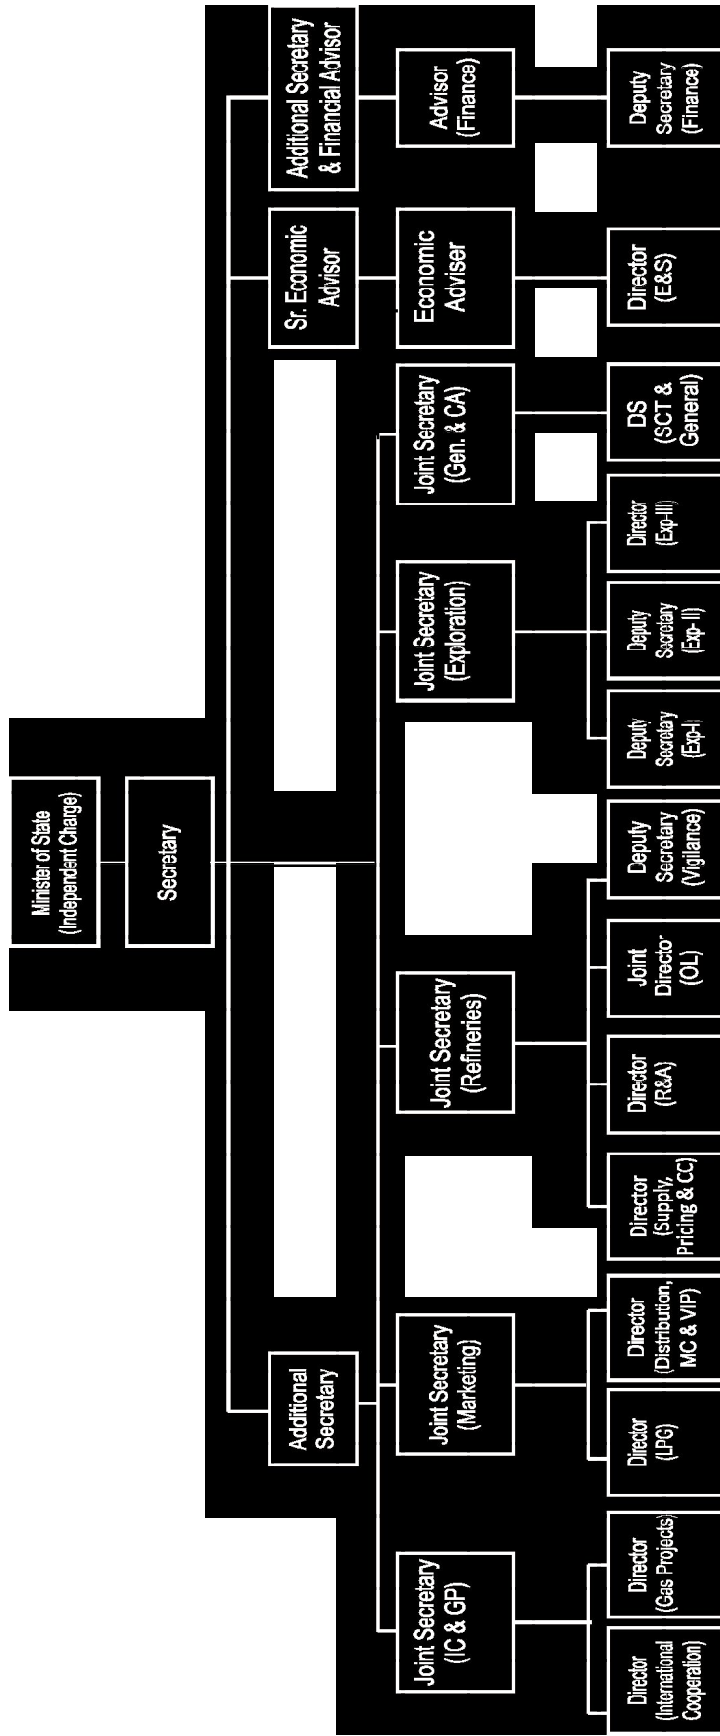 Minister of State
(Independent Charge)
Secretary
Additional
Secretary
Sr. Economic
Advisor
Additional Secretary
& Financial Advisor
Joint Secretary
(IC & GP)
Joint Secretary
(Marketing)
Joint Secretary
(Refineries)
Joint Secretary
(Exploration)
Joint Secretary
(Gen. & CA)
Economic
Adviser
Advisor
(Finance)
Director
(International
Cooperation)
Director
(Gas Projects)
Director
(LPG)
Director
(Distribution,
MC & VIP)
Director
(Supply,
Pricing & CC)
Director
(R&A)
Joint
Directo-
(OL)
Deputy
Secretary
(Vigilance)
Deputy
Secretary
(Exp-I)
Deputy
Secretary
(Exp-II)
Director
(Exp-III)
DS
(SCT &
General)
Director
(E&S)
Deputy
Secretary
(Finance)